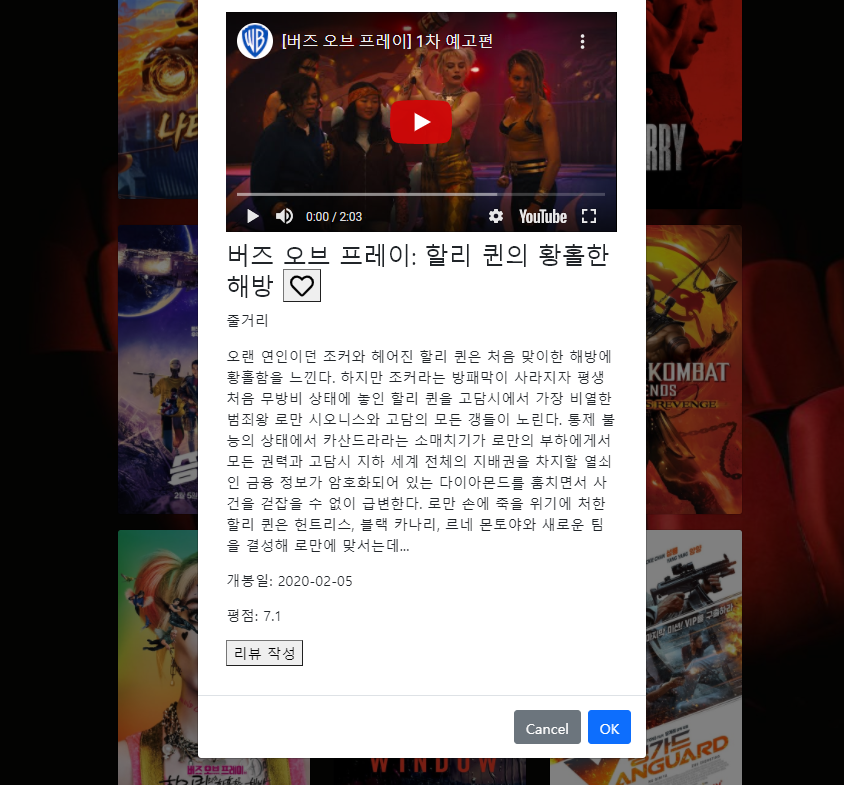 [버즈 오브 프레이] 1차 예고편
0:00 / 2:03
YouTube
버즈 오브 프레이: 할리 퀸의 황홀한
해방
줄거리
오랜 연인이던 조커와 헤어진 할리 퀸은 처음 맞이한 해방에
황홀함을 느낀다. 하지만 조커라는 방패막이 사라지자 평생
처음 무방비 상태에 놓인 할리 퀸을 고담시에서 가장 비열한
범죄왕 로만 시오니스와 고담의 모든 갱들이 노린다. 통제 불
능의 상태에서 카산드라라는 소매치기가 로만의 부하에게서
모든 권력과 고담시 지하 세계 전체의 지배권을 차지할 열쇠
인 금융 정보가 암호화되어 있는 다이아몬드를 훔치면서 사
건을 걷잡을 수 없이 급변한다. 로만 손에 죽을 위기에 처한
할리 퀸은 헌트리스, 블랙 카나리, 르네 몬토야와 새로운 팀
을 결성해 로만에 맞서는데...
개봉일: 2020-02-05
평점: 7.1
리뷰 작성
Cancel
OK
나타
RRY
KOMBAT
REVENGE
버즈 오브 프레이
WINDOW
VANGUARD